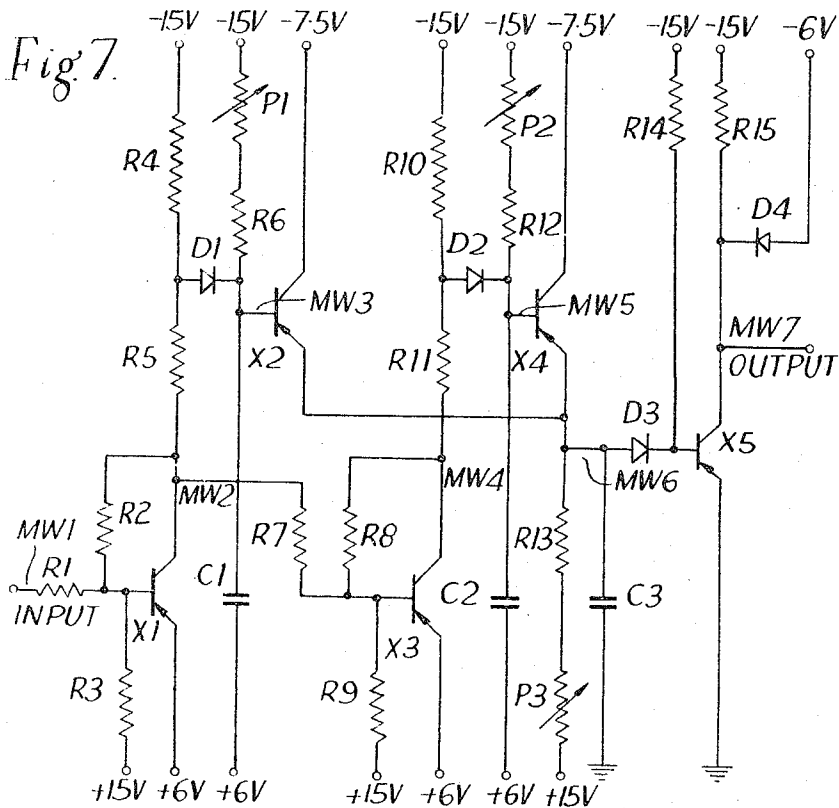 Fig. 7.
-15V -15V -7·5V -15V -15V -7·5V -15V -15V -6V
P1 P2 R14 R15
R4 R10
R6 R12 D4
D1 D2
MW3 MW5
MW7
R5 X2 R11 X4 OUTPUT
D3
X5
MW2 MW4 MW6
R2 R7 R8 R13
MW1
R1 C1 C2 C3
INPUT X1 X3
R3 R9 P3
+15V +6V +6V +15V +6V +6V +15V